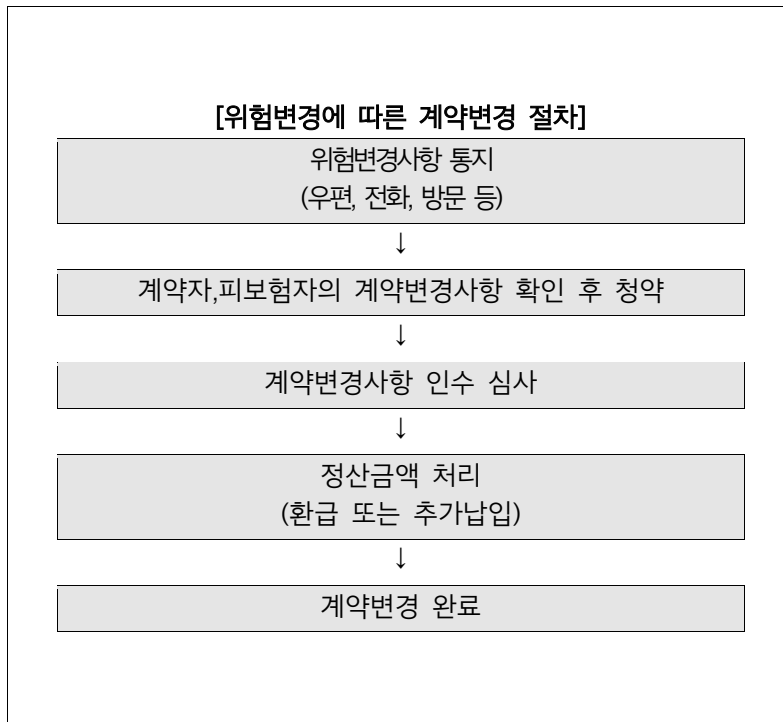 [위험변경에 따른 계약변경 절차]
위험변경사항 통지
(우편, 전화, 방문 등)
↓
계약자,피보험자의 계약변경사항 확인 후 청약
↓
계약변경사항 인수 심사
↓
정산금액 처리
(환급 또는 추가납입)
↓
계약변경 완료